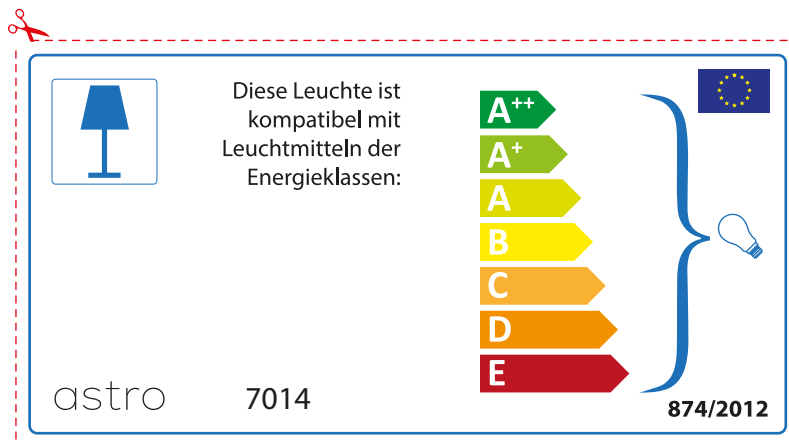 Diese Leuchte ist
kompatibel mit
Leuchtmitteln der
Energieklassen:
A++
A+
A
B
C
D
E
astro 7014
874/2012